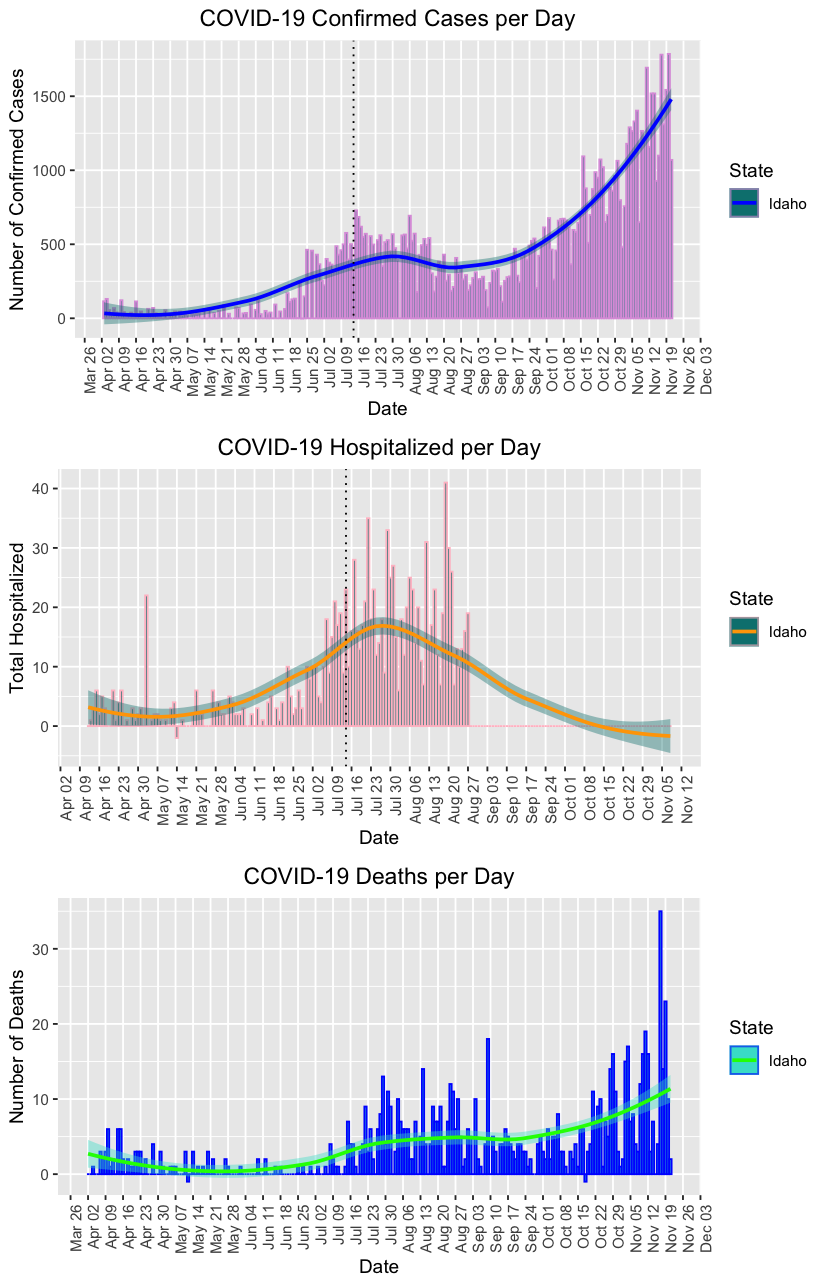 COVID-19 Confirmed Cases per Day
Number of Confirmed Cases
1500
1000
500
0
Mar 26
Apr 02
Apr 09
Apr 16
Apr 23
Apr 30
May 07
May 14
May 21
May 28
Jun 04
Jun 11
Jun 18
Jun 25
Jul 02
Jul 09
Jul 16
Jul 23
Jul 30
Aug 06
Aug 13
Aug 20
Aug 27
Sep 03
Sep 10
Sep 17
Sep 24
Oct 01
Oct 08
Oct 15
Oct 22
Oct 29
Nov 05
Nov 12
Nov 19
Nov 26
Dec 03
Date
State
Idaho
COVID-19 Hospitalized per Day
Total Hospitalized
40
30
20
10
0
Apr 02
Apr 09
Apr 16
Apr 23
Apr 30
May 07
May 14
May 21
May 28
Jun 04
Jun 11
Jun 18
Jun 25
Jul 02
Jul 09
Jul 16
Jul 23
Jul 30
Aug 06
Aug 13
Aug 20
Aug 27
Sep 03
Sep 10
Sep 17
Sep 24
Oct 01
Oct 08
Oct 15
Oct 22
Oct 29
Nov 05
Nov 12
Date
State
Idaho
COVID-19 Deaths per Day
Number of Deaths
30
20
10
0
Mar 26
Apr 02
Apr 09
Apr 16
Apr 23
Apr 30
May 07
May 14
May 21
May 28
Jun 04
Jun 11
Jun 18
Jun 25
Jul 02
Jul 09
Jul 16
Jul 23
Jul 30
Aug 06
Aug 13
Aug 20
Aug 27
Sep 03
Sep 10
Sep 17
Sep 24
Oct 01
Oct 08
Oct 15
Oct 22
Oct 29
Nov 05
Nov 12
Nov 19
Nov 26
Dec 03
Date
State
Idaho